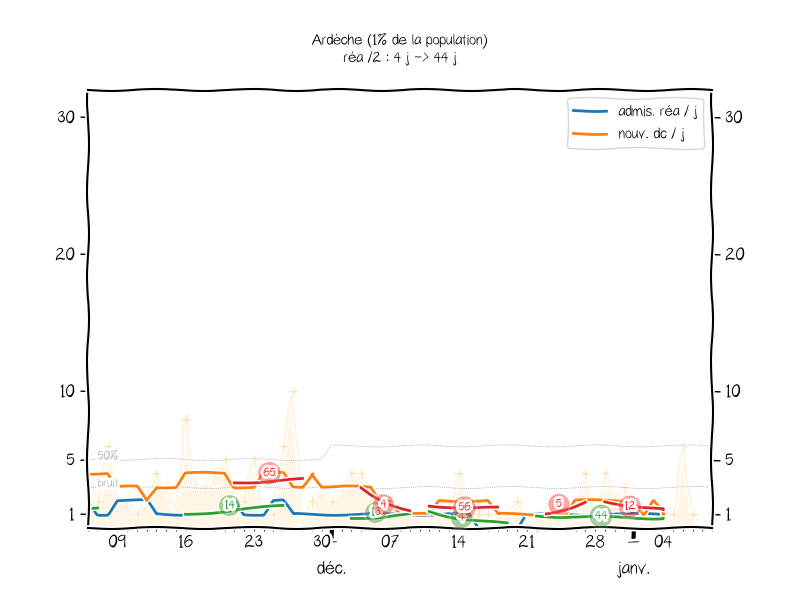 Ardèche (1% de la population)
réa /2 : 4 j -> 44 j
admis. réa / j
nouv. dc / j
30 30
20 20
10 10
5 5
1 1
50%
bruit
65
14
4
56
5
44
12
09 16 23 30 07 14 21 28 04
déc. janv.